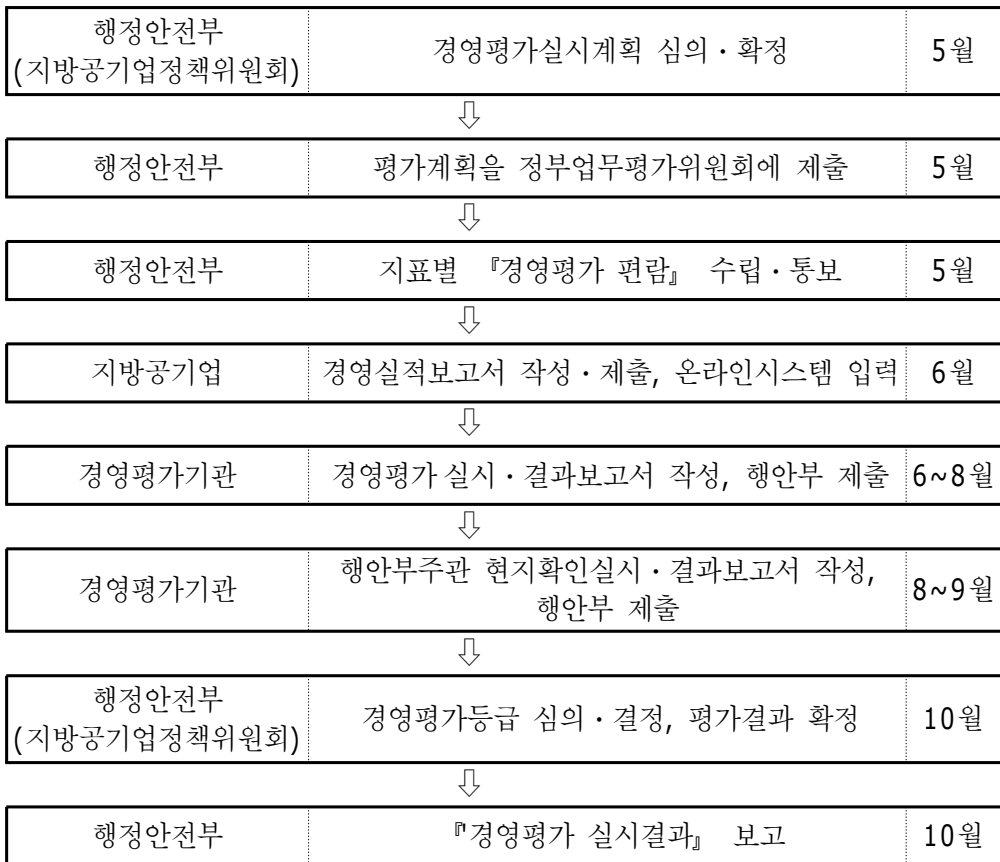 행정안전부
(지방공기업정책위원회)
경영평가실시계획 심의・확정
5월
⇩
행정안전부
평가계획을 정부업무평가위원회에 제출
5월
⇩
행정안전부
지표별 『경영평가 편람』 수립・통보
5월
⇩
지방공기업
경영실적보고서 작성・제출, 온라인시스템 입력
6월
⇩
경영평가기관
경영평가 실시・결과보고서 작성, 행안부 제출
6~8월
⇩
경영평가기관
행안부주관 현지확인실시・결과보고서 작성,
행안부 제출
8~9월
⇩
행정안전부
(지방공기업정책위원회)
경영평가등급 심의・결정, 평가결과 확정
10월
⇩
행정안전부
『경영평가 실시결과』 보고
10월